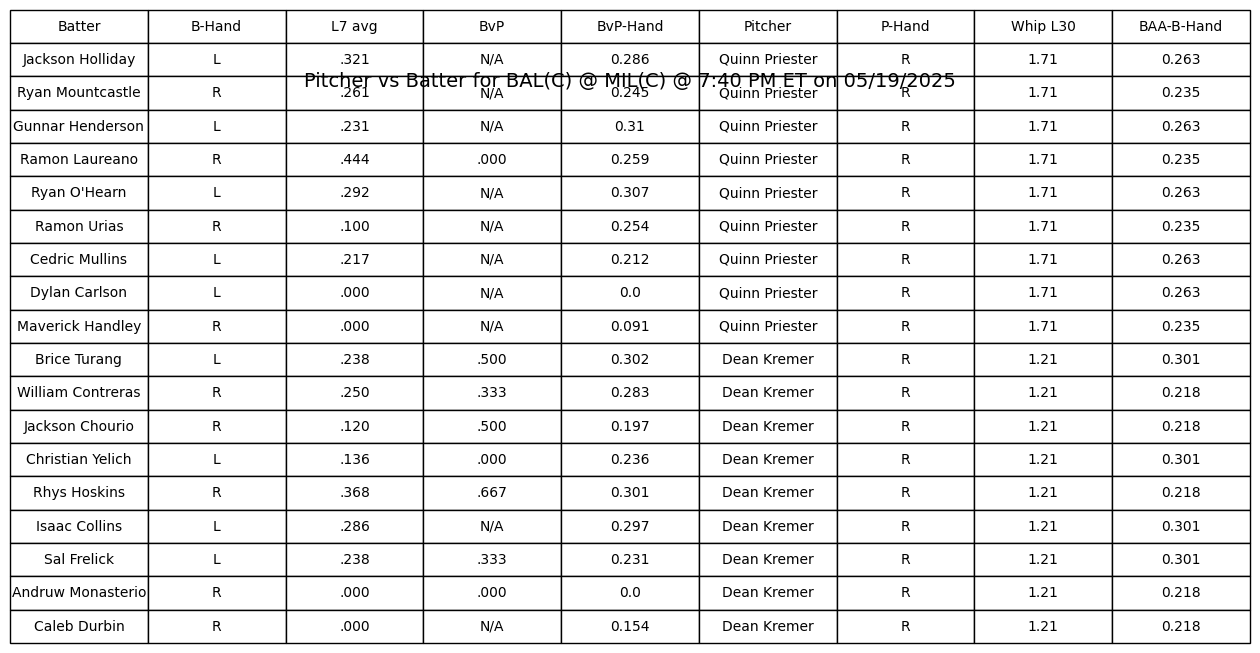 Batter B-Hand L7 avg BvP BvP-Hand Pitcher P-Hand Whip L30 BAA-B-Hand
Jackson Holliday L .321 N/A 0.286 Quinn Priester R 1.71 0.263
Pitcher vs Batter for BAL(C) @ MIL(C) @ 7:40 PM ET on 05/19/2025
Ryan Mountcastle R .261 N/A 0.245 Quinn Priester R 1.71 0.235
Gunnar Henderson L .231 N/A 0.31 Quinn Priester R 1.71 0.263
Ramon Laureano R .444 .000 0.259 Quinn Priester R 1.71 0.235
Ryan O'Hearn L .292 N/A 0.307 Quinn Priester R 1.71 0.263
Ramon Urias R .100 N/A 0.254 Quinn Priester R 1.71 0.235
Cedric Mullins L .217 N/A 0.212 Quinn Priester R 1.71 0.263
Dylan Carlson L .000 N/A 0.0 Quinn Priester R 1.71 0.263
Maverick Handley R .000 N/A 0.091 Quinn Priester R 1.71 0.235
Brice Turang L .238 .500 0.302 Dean Kremer R 1.21 0.301
William Contreras R .250 .333 0.283 Dean Kremer R 1.21 0.218
Jackson Chourio R .120 .500 0.197 Dean Kremer R 1.21 0.218
Christian Yelich L .136 .000 0.236 Dean Kremer R 1.21 0.301
Rhys Hoskins R .368 .667 0.301 Dean Kremer R 1.21 0.218
Isaac Collins L .286 N/A 0.297 Dean Kremer R 1.21 0.301
Sal Frelick L .238 .333 0.231 Dean Kremer R 1.21 0.301
Andruw Monasterio R .000 .000 0.0 Dean Kremer R 1.21 0.218
Caleb Durbin R .000 N/A 0.154 Dean Kremer R 1.21 0.218